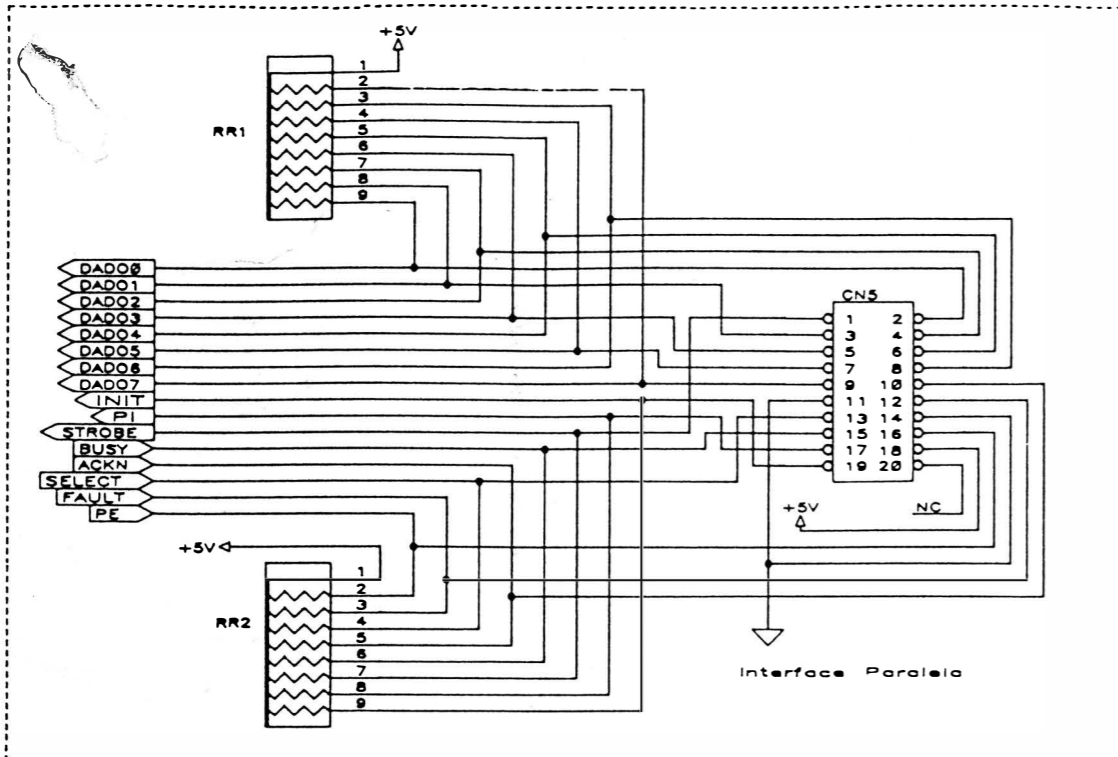 +5V
1
2
3
4
5
6
7
8
9
RR1
DADO0
DADO1
DADO2
DADO3
DADO4
DADO5
DADO6
DADO7
INIT
PI
STROBE
BUSY
ACKN
SELECT
FAULT
PE
CN5
1 2
3 4
5 6
7 8
9 10
11 12
13 14
15 16
17 18
19 20
+5V
NC
+5V
1
2
3
4
5
6
7
8
9
RR2
Interface Paralela